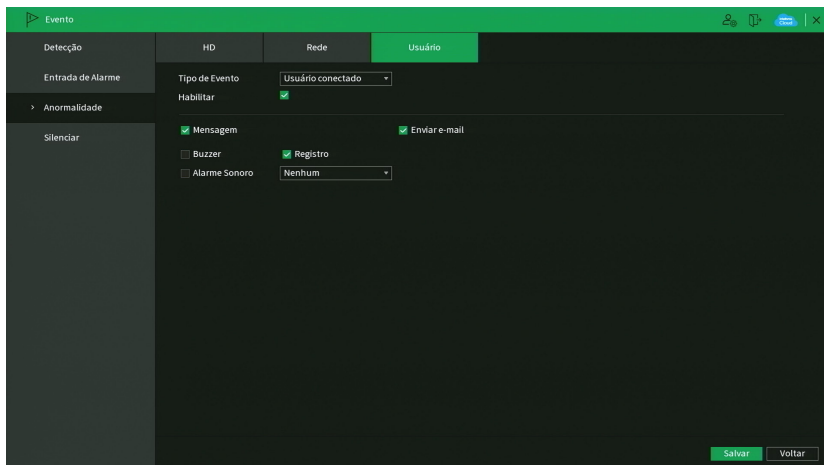 Evento
HD Rede Usuário
Detecção
Entrada de Alarme
Anormalidade
Silenciar
Tipo de Evento Usuário conectado
Habilitar
Mensagem Enviar e-mail
Buzzer Registro
Alarme Sonoro Nenhum
Salvar Voltar